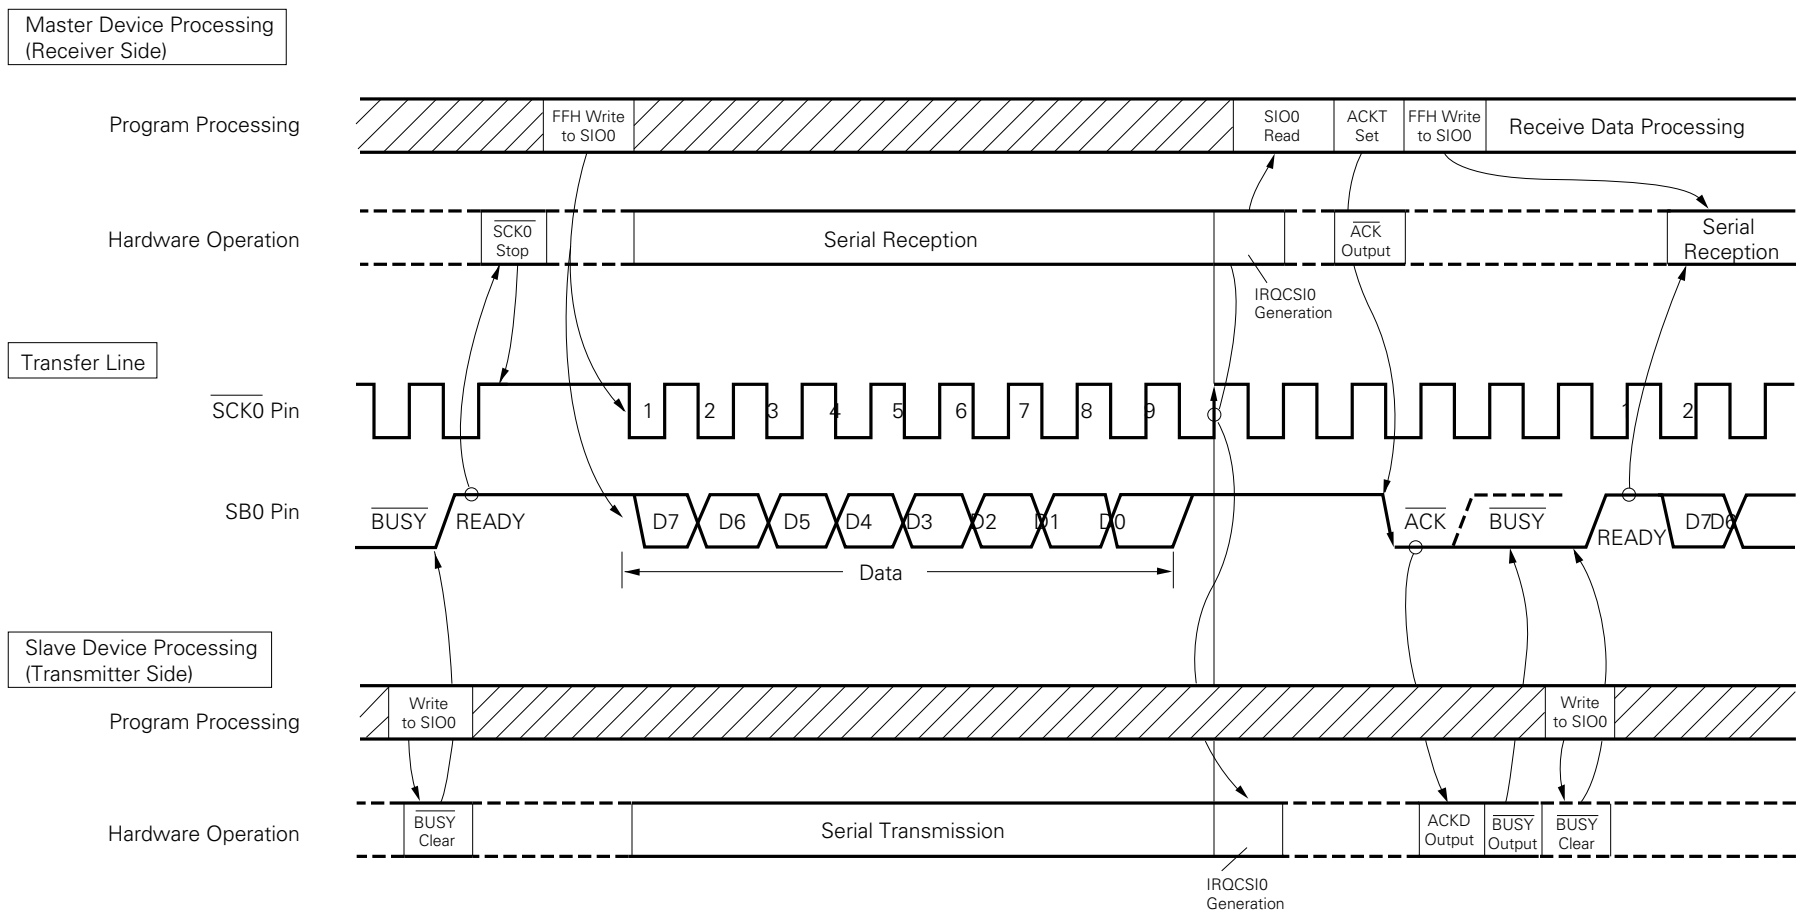 Master Device Processing
(Receiver Side)
Program Processing
FFH Write
to SIO0
SIO0
Read
ACKT
Set
FFH Write
to SIO0
Receive Data Processing
Hardware Operation
SCK0
Stop
Serial Reception
ACK
Output
Serial
Reception
IRQCSI0
Generation
Transfer Line
SCK0 Pin
1 2 3 4 5 6 7 8 9 1 2
SB0 Pin
BUSY READY D7 D6 D5 D4 D3 D2 D1 D0 ACK BUSY READY D7 D6
Data
Slave Device Processing
(Transmitter Side)
Program Processing
Write
to SIO0
Write
to SIO0
Hardware Operation
BUSY
Clear
Serial Transmission
ACKD
Output
BUSY
Output
BUSY
Clear
IRQCSI0
Generation